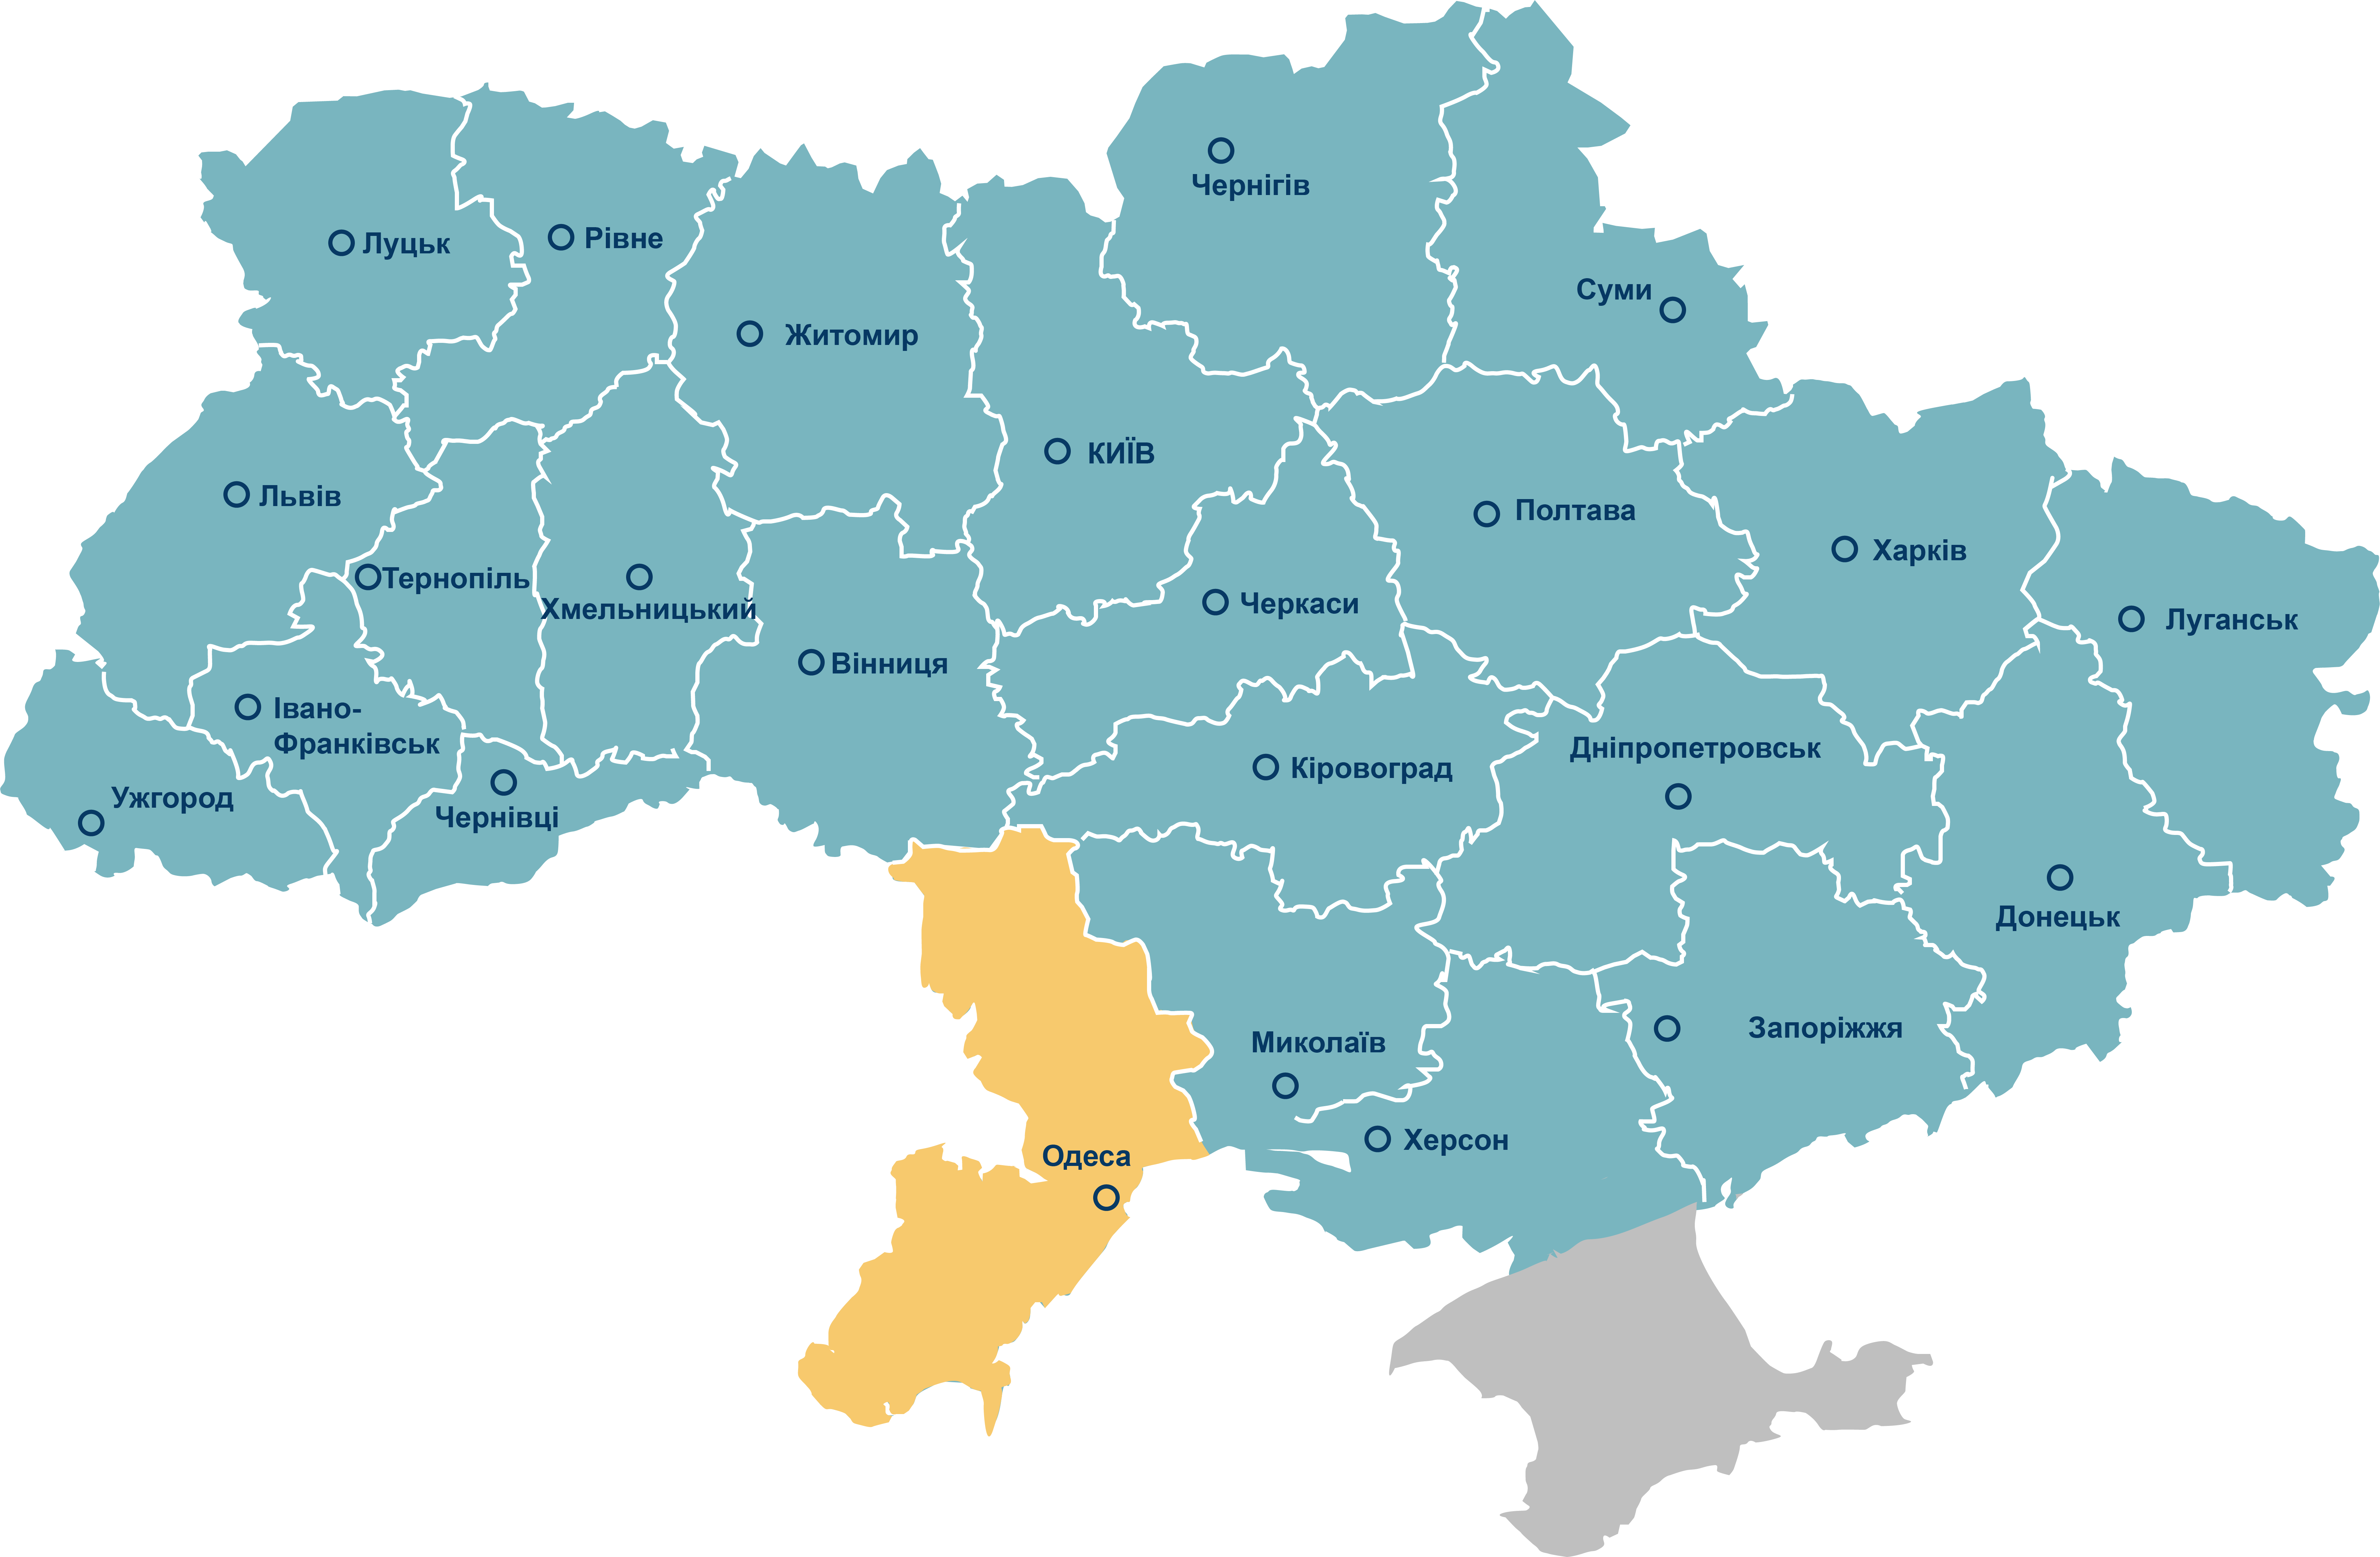 Чернігів
Луцьк
Рівне
Суми
Житомир
КИЇВ
Львів
Полтава
Харків
Тернопіль
Хмельницький
Черкаси
Луганськ
Вінниця
Івано-
Франківськ
Дніпропетровськ
Кіровоград
Ужгород
Чернівці
Донецьк
Запоріжжя
Миколаїв
Херсон
Одеса